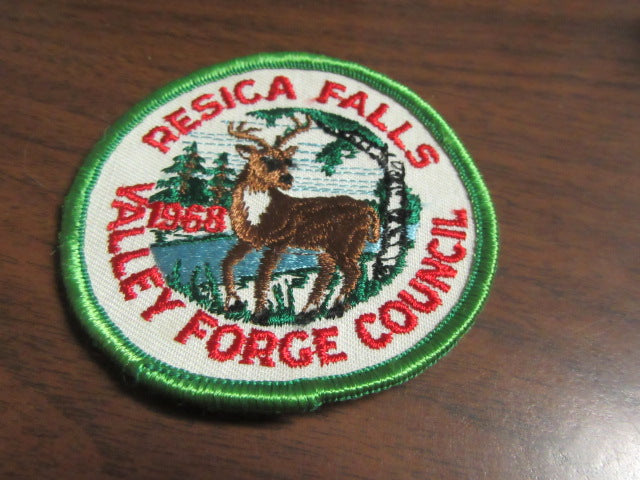 RESICA FALLS
1968
VALLEY FORGE COUNCIL